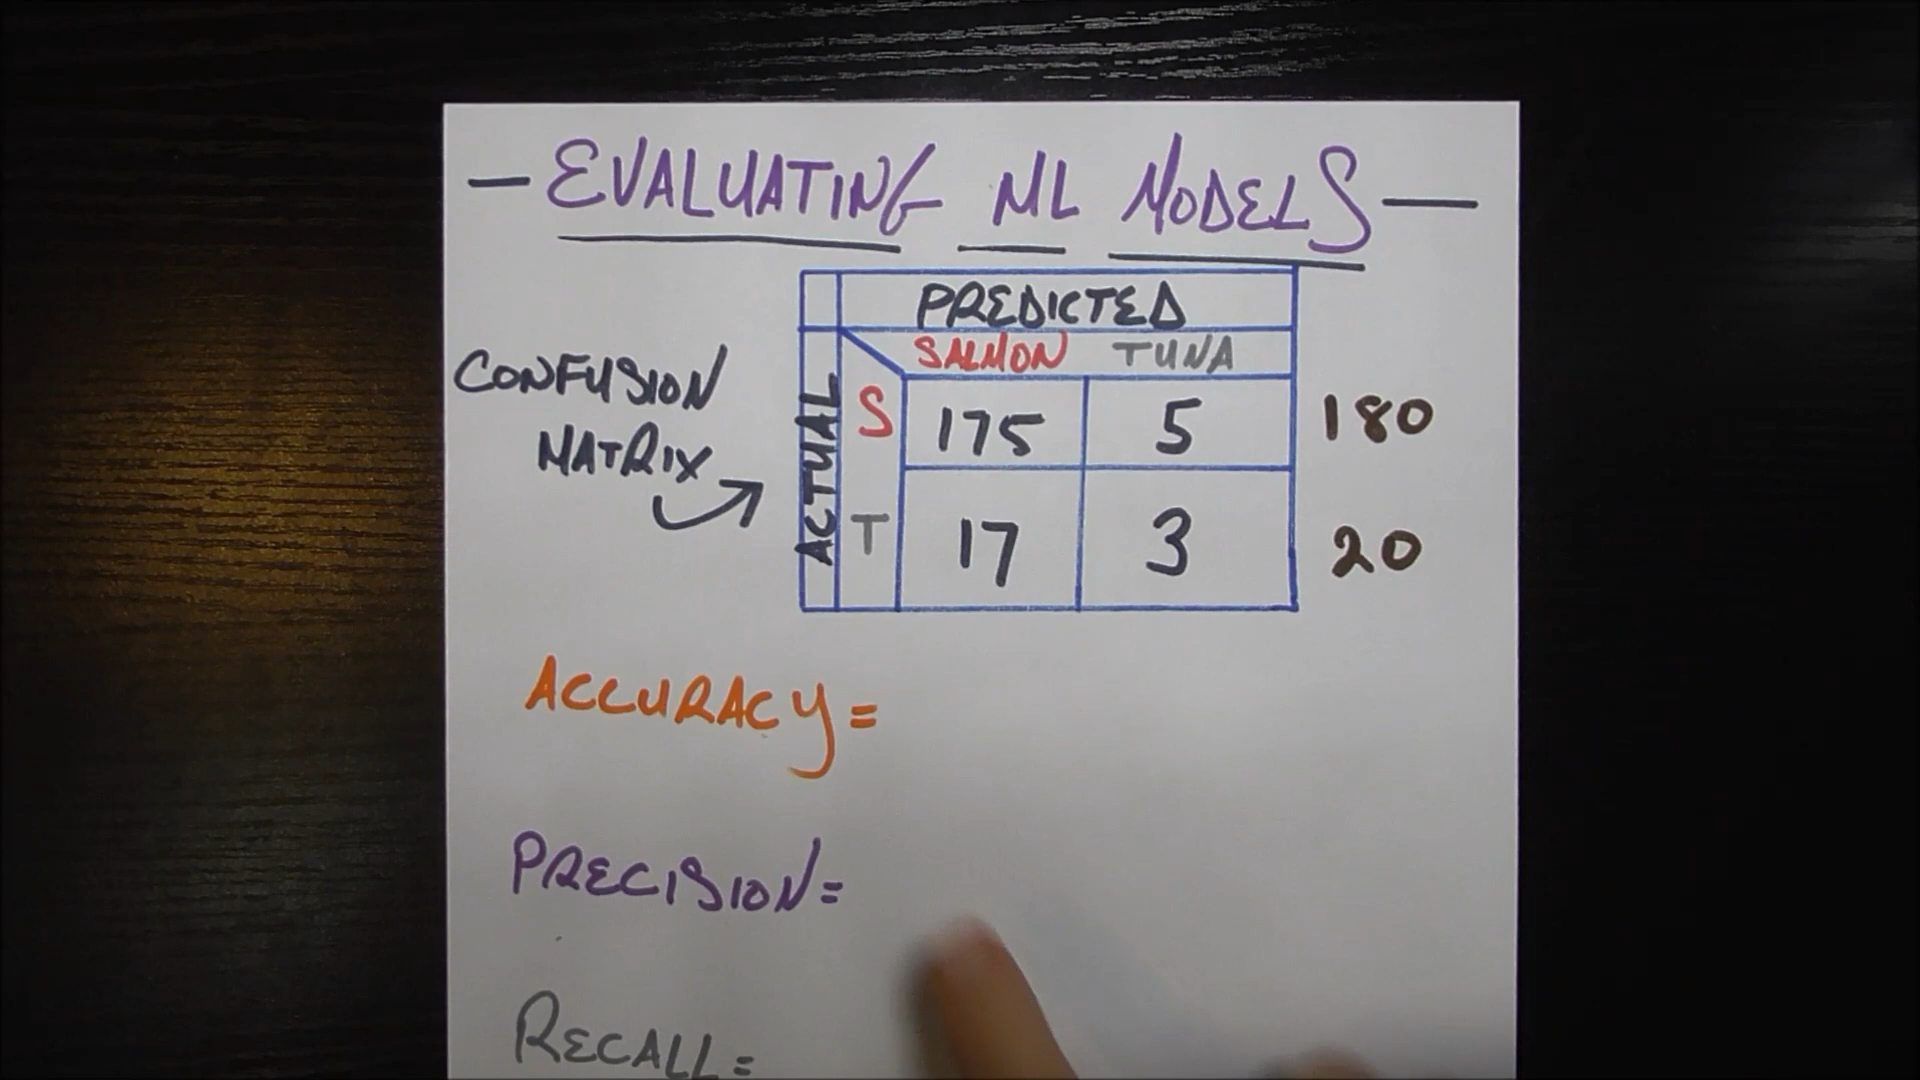 - EVALUATING ML MODELS -
PREDICTED
SALMON TUNA
CONFUSION
MATRIX
ACTUAL
S 175 5 180
T 17 3 20
ACCURACY =
PRECISION =
RECALL =